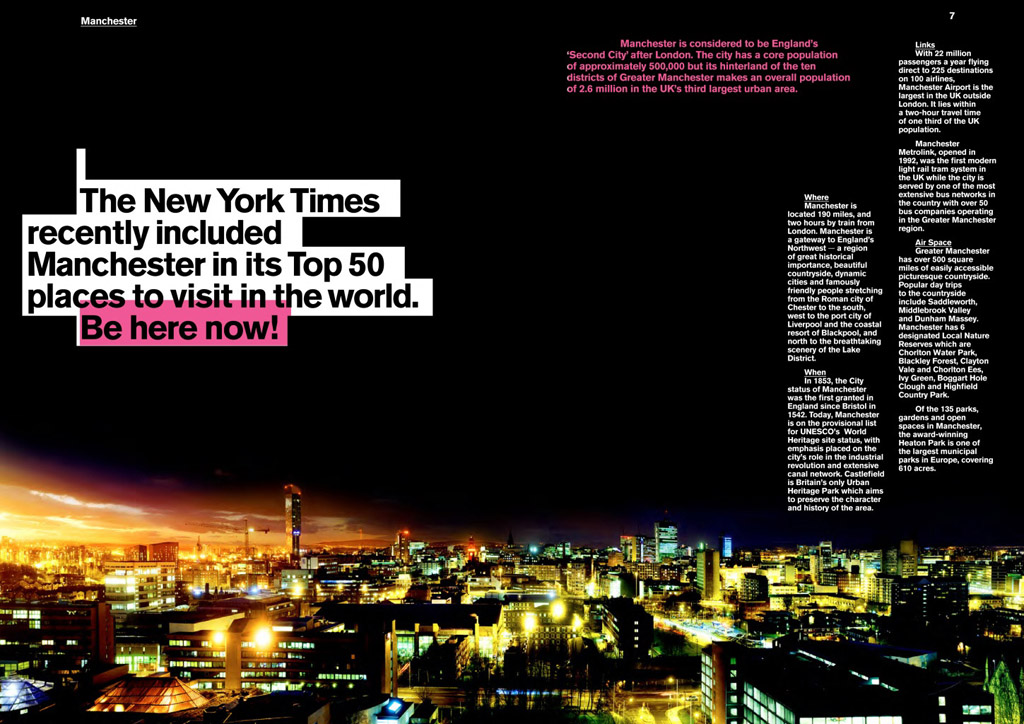 Manchester
7
Manchester is considered to be England's
'Second City' after London. The city has a core population
of approximately 500,000 but its hinterland of the ten
districts of Greater Manchester makes an overall population
of 2.6 million in the UK's third largest urban area.
The New York Times
recently included
Manchester in its Top 50
places to visit in the world.
Be here now!
Where
Manchester is
located 190 miles, and
two hours by train from
London. Manchester is
a gateway to England's
Northwest — a region
of great historical
importance, beautiful
countryside, dynamic
cities and famously
friendly people stretching
from the Roman city of
Chester to the south,
west to the port city of
Liverpool and the coastal
resort of Blackpool, and
north to the breathtaking
scenery of the Lake
District.
When
In 1853, the City
status of Manchester
was the first granted in
England since Bristol in
1542. Today, Manchester
is on the provisional list
for UNESCO's World
Heritage site status, with
emphasis placed on the
city's role in the industrial
revolution and extensive
canal network. Castlefield
is Britain's only Urban
Heritage Park which aims
to preserve the character
and history of the area.
Links
With 22 million
passengers a year flying
direct to 225 destinations
on 100 airlines,
Manchester Airport is the
largest in the UK outside
London. It lies within
a two-hour travel time
of one third of the UK
population.
Manchester
Metrolink, opened in
1992, was the first modern
light rail tram system in
the UK while the city is
served by one of the most
extensive bus networks in
the country with over 50
bus companies operating
in the Greater Manchester
region.
Air Space
Greater Manchester
has over 500 square
miles of easily accessible
picturesque countryside.
Popular day trips
to the countryside
include Saddleworth,
Middlebrook Valley
and Dunham Massey.
Manchester has 6
designated Local Nature
Reserves which are
Chorlton Water Park,
Blackley Forest, Clayton
Vale and Chorlton Ees,
Ivy Green, Boggart Hole
Clough and Highfield
Country Park.
Of the 135 parks,
gardens and open
spaces in Manchester,
the award-winning
Heaton Park is one of
the largest municipal
parks in Europe, covering
610 acres.